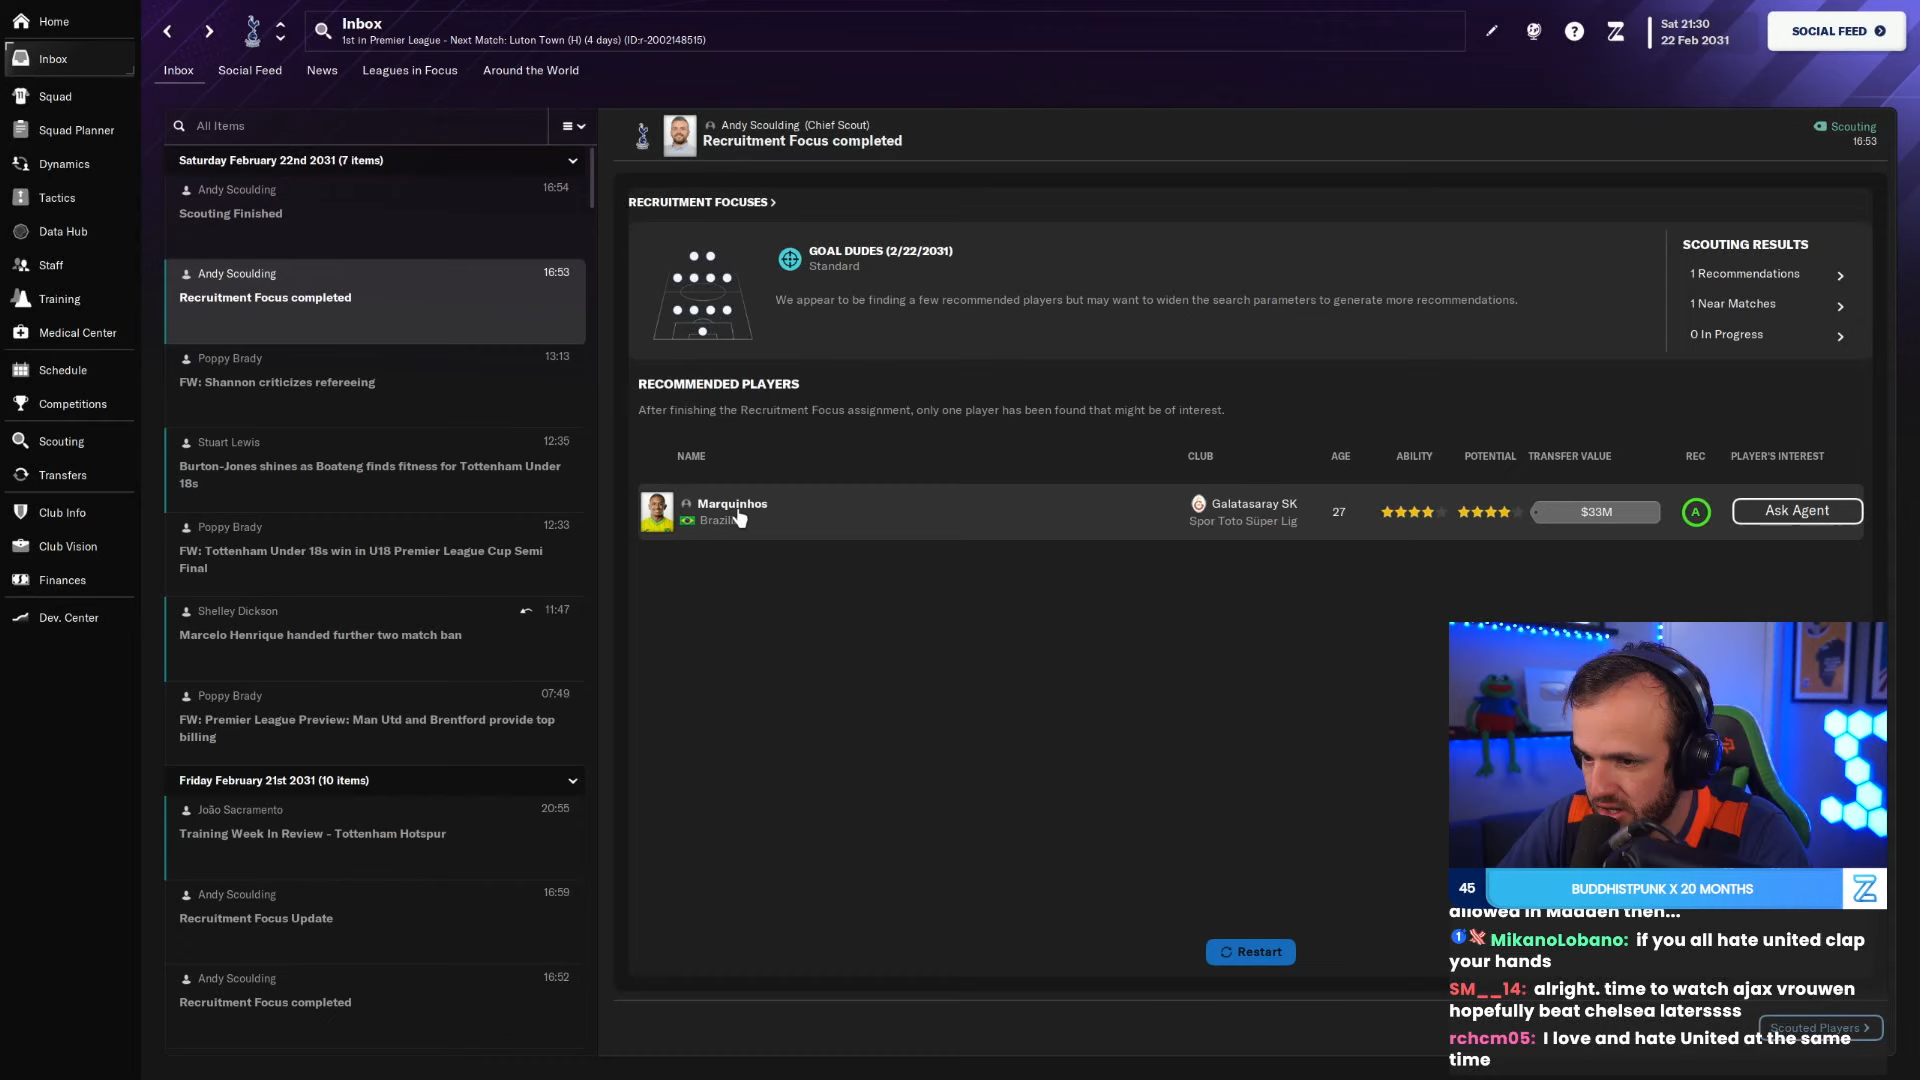 Home
Inbox
Squad
Squad Planner
Dynamics
Tactics
Data Hub
Staff
Training
Medical Center
Schedule
Competitions
Scouting
Transfers
Club Info
Club Vision
Finances
Dev. Center
Inbox
1st in Premier League - Next Match: Luton Town (H) (4 days) (ID:r-2002148515)
Sat 21:30
22 Feb 2031
SOCIAL FEED
Inbox
Social Feed
News
Leagues in Focus
Around the World
All Items
Saturday February 22nd 2031 (7 items)
Andy Scoulding
16:54
Scouting Finished
Andy Scoulding
16:53
Recruitment Focus completed
Poppy Brady
13:13
FW: Shannon criticizes refereeing
Stuart Lewis
12:35
Burton-Jones shines as Boateng finds fitness for Tottenham Under
18s
Poppy Brady
12:33
FW: Tottenham Under 18s win in U18 Premier League Cup Semi
Final
Shelley Dickson
11:47
Marcelo Henrique handed further two match ban
Poppy Brady
07:49
FW: Premier League Preview: Man Utd and Brentford provide top
billing
Friday February 21st 2031 (10 items)
João Sacramento
20:55
Training Week In Review - Tottenham Hotspur
Andy Scoulding
16:59
Recruitment Focus Update
Andy Scoulding
16:52
Recruitment Focus completed
Andy Scoulding (Chief Scout)
Recruitment Focus completed
Scouting
16:53
RECRUITMENT FOCUSES
GOAL DUDES (2/22/2031)
Standard
We appear to be finding a few recommended players but may want to widen the search parameters to generate more recommendations.
SCOUTING RESULTS
1 Recommendations
1 Near Matches
0 In Progress
RECOMMENDED PLAYERS
After finishing the Recruitment Focus assignment, only one player has been found that might be of interest.
NAME
CLUB
AGE
ABILITY
POTENTIAL
TRANSFER VALUE
REC
PLAYER'S INTEREST
Marquinhos
Brazil
Galatasaray SK
Spor Toto Süper Lig
27
$33M
A
Ask Agent
Restart
Scouted Players
45
BUDDHISTPUNK X 20 MONTHS
allowed in Madden then...
MikanoLobano: if you all hate united clap
your hands
SM__14: alright. time to watch ajax vrouwen
hopefully beat chelsea laterssss
rchcm05: I love and hate United at the same
time